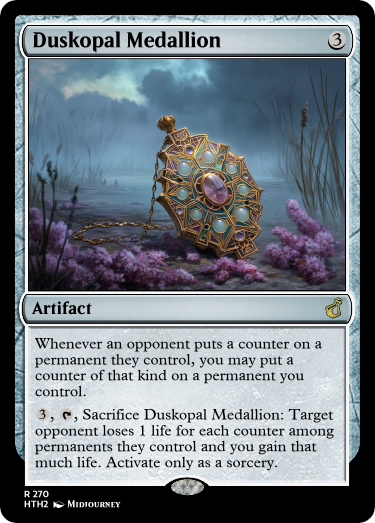 Duskopal Medallion 3
Artifact
Whenever an opponent puts a counter on a
permanent they control, you may put a
counter of that kind on a permanent you
control.
3, , Sacrifice Duskopal Medallion: Target
opponent loses 1 life for each counter among
permanents they control and you gain that
much life. Activate only as a sorcery.
R 270
HTH2 Midjourney